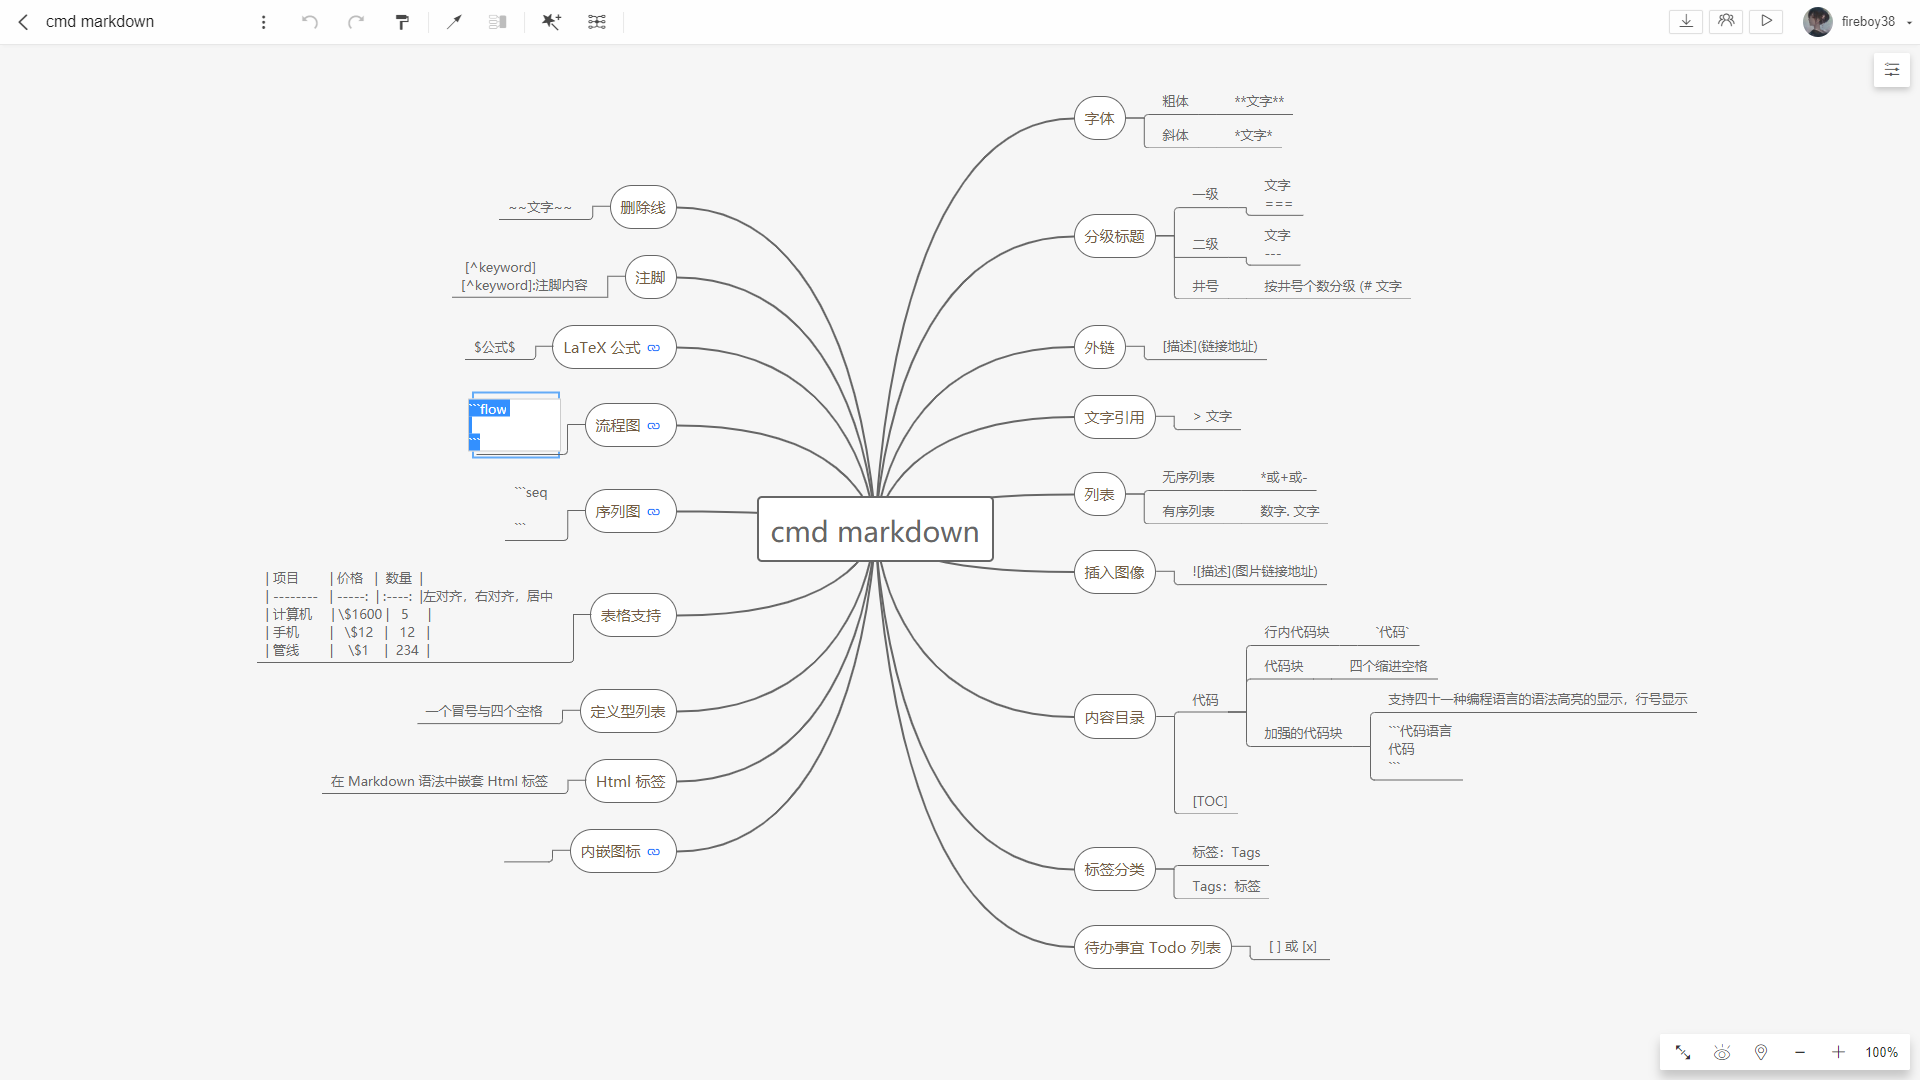 cmd markdown
fireboy38
字体
粗体
**文字**
斜体
*文字*
分级标题
一级
文字
===
二级
文字
---
井号
按井号个数分级 (# 文字
外链
[描述](链接地址)
文字引用
> 文字
列表
无序列表
*或+或-
有序列表
数字, 文字
插入图像
![描述](图片链接地址)
内容目录
代码
行内代码块
`代码`
代码块
四个缩进空格
加强的代码块
支持四十一种编程语言的语法高亮的显示，行号显示
```代码语言
代码
```
[TOC]
标签分类
标签：Tags
Tags：标签
待办事宜 Todo 列表
[ ] 或 [x]
cmd markdown
删除线
~~文字~~
注脚
[^keyword]
[^keyword]:注脚内容
LaTeX 公式
$公式$
流程图
```flow
```
序列图
```seq
```
表格支持
| 项目 | 价格 | 数量 |
| -------- | -----: | :----: |左对齐，右对齐，居中
| 计算机 | \$1600 | 5 |
| 手机 | \$12 | 12 |
| 管线 | \$1 | 234 |
定义型列表
一个冒号与四个空格
Html 标签
在 Markdown 语法中嵌套 Html 标签
内嵌图标
100%